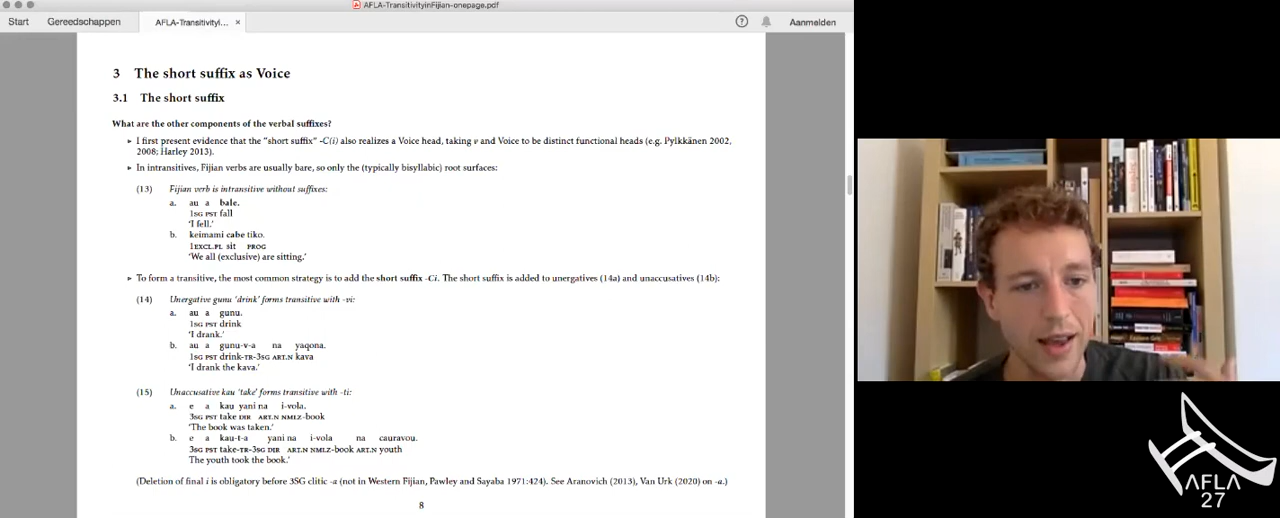 AFLA-TransitivityinFijian-onepage.pdf
Start Gereedschappen AFLA-Transitivityi... × Aanmelden
3 The short suffix as Voice
3.1 The short suffix
What are the other components of the verbal suffixes?
▸ I first present evidence that the "short suffix" -C(i) also realizes a Voice head, taking v and Voice to be distinct functional heads (e.g. Pylkkänen 2002,
2008; Harley 2013).
▸ In intransitives, Fijian verbs are usually bare, so only the (typically bisyllabic) root surfaces:
(13) Fijian verb is intransitive without suffixes:
a. au a bale.
1SG PST fall
'I fell.'
b. keimami cabe tiko.
1EXCL.PL sit PROG
'We all (exclusive) are sitting.'
▸ To form a transitive, the most common strategy is to add the short suffix -Ci. The short suffix is added to unergatives (14a) and unaccusatives (14b):
(14) Unergative gunu 'drink' forms transitive with -vi:
a. au a gunu.
1SG PST drink
'I drank.'
b. au a gunu-v-a na yaqona.
1SG PST drink-TR-3SG ART.N kava
'I drank the kava.'
(15) Unaccusative kau 'take' forms transitive with -ti:
a. e a kau yani na i-vola.
3SG PST take DIR ART.N NMLZ-book
'The book was taken.'
b. e a kau-t-a yani na i-vola na cauravou.
3SG PST take-TR-3SG DIR ART.N NMLZ-book ART.N youth
The youth took the book.'
(Deletion of final i is obligatory before 3SG clitic -a (not in Western Fijian, Pawley and Sayaba 1971:424). See Aranovich (2013), Van Urk (2020) on -a.)
8
AFLA
27